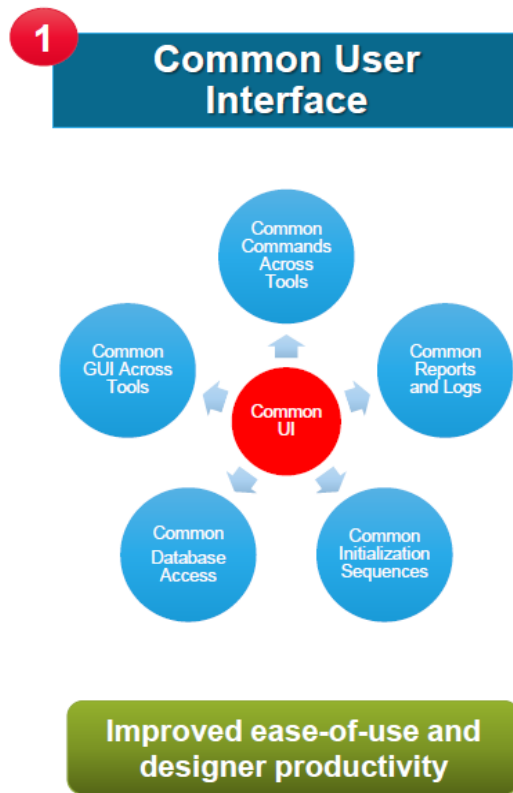 1
Common User
Interface
Common
Commands
Across
Tools
Common
GUI Across
Tools
Common
Reports
and Logs
Common
UI
Common
Database
Access
Common
Initialization
Sequences
Improved ease-of-use and
designer productivity